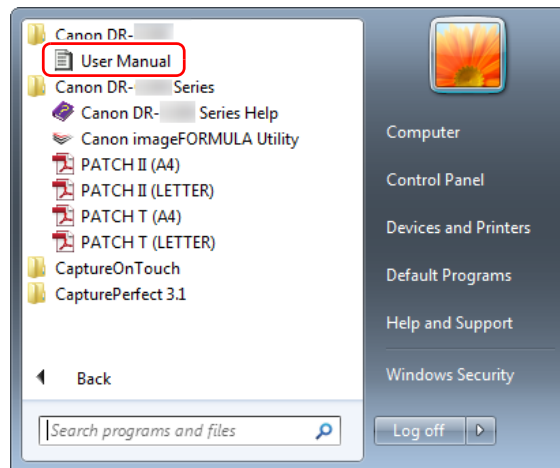 Canon DR-
User Manual
Canon DR- Series
Canon DR- Series Help
Canon imageFORMULA Utility
PATCH II (A4)
PATCH II (LETTER)
PATCH T (A4)
PATCH T (LETTER)
CaptureOnTouch
CapturePerfect 3.1
Back
Search programs and files
Computer
Control Panel
Devices and Printers
Default Programs
Help and Support
Windows Security
Log off